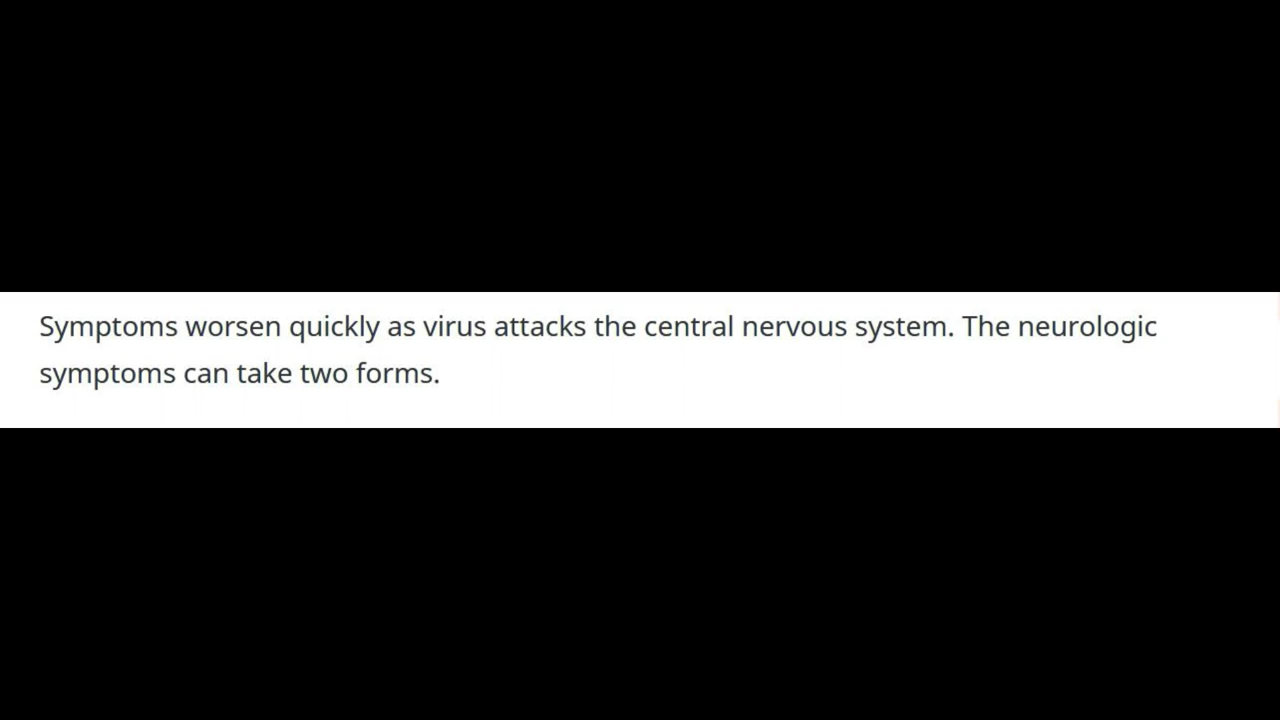 Symptoms worsen quickly as virus attacks the central nervous system. The neurologic
symptoms can take two forms.